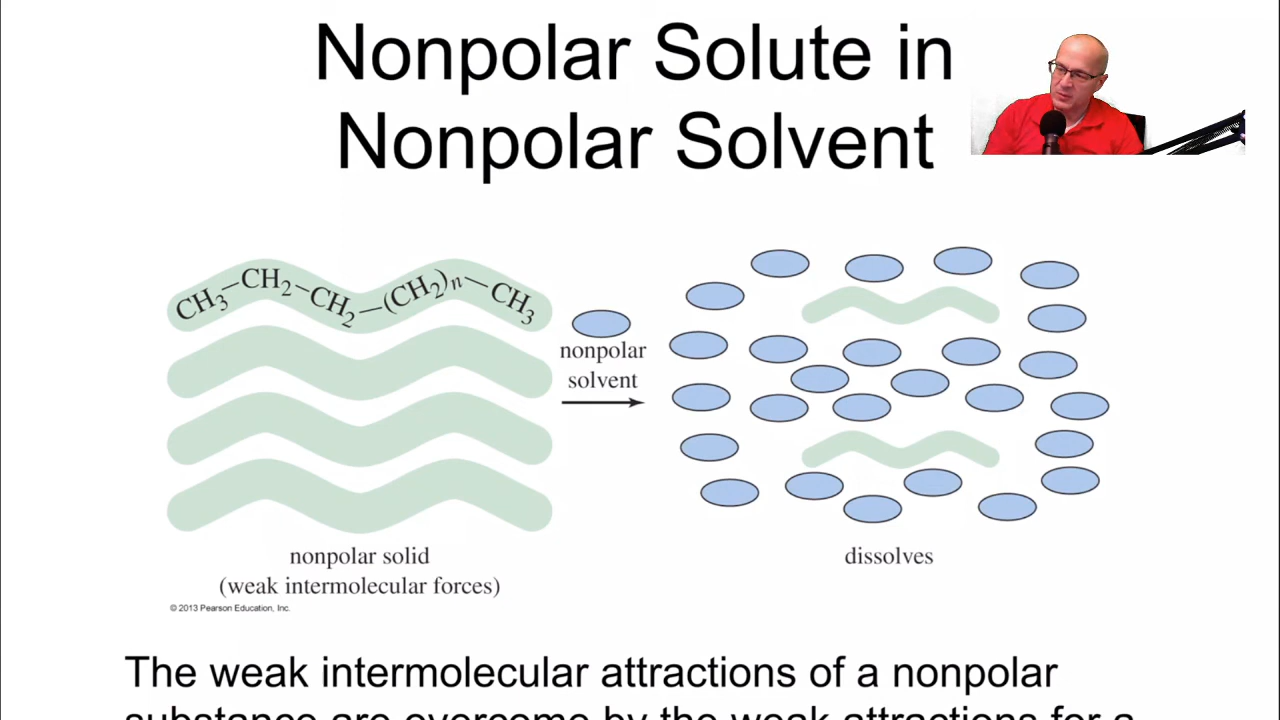 Nonpolar Solute in
Nonpolar Solvent
CH₃–CH₂–CH₂–(CH₂)ₙ–CH₃
nonpolar
solvent
nonpolar solid
(weak intermolecular forces)
dissolves
© 2013 Pearson Education, Inc.
The weak intermolecular attractions of a nonpolar
substance are overcome by the weak attractions for a